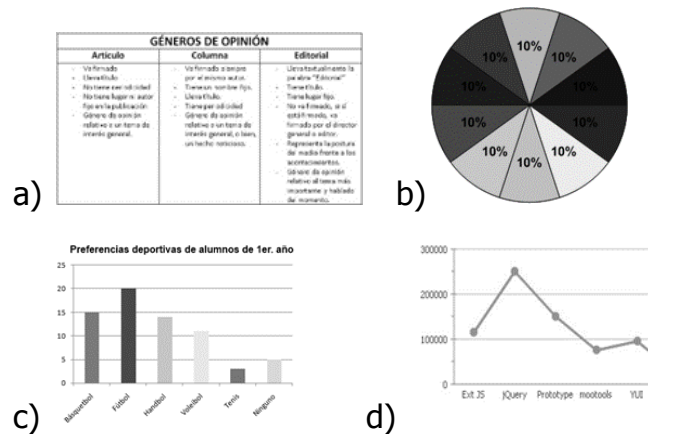 a)
GÉNEROS DE OPINIÓN
Artículo Columna Editorial
- Va firmado
- Lleva título
- No tiene periodicidad
- No tiene lugar ni autor
fijo en la publicación
- Género de opinión
relativo a un tema de
interés general.
- Va firmado siempre
por el mismo autor.
- Tiene un nombre fijo.
- Lleva título.
- Tiene periodicidad
- Género de opinión
relativo a un tema de
interés general, o bien,
un hecho noticioso.
- Lleva textualmente la
palabra "Editorial"
- Tiene título.
- Tiene lugar fijo.
- No va firmado, si sí
está firmado, va
firmado por el director
general o editor.
- Representa la postura
del medio frente a los
acontecimientos.
- Género de opinión
relativo al tema más
importante y hablado
del momento.
b)
10%
10%
10%
10%
10%
10%
10%
10%
10%
10%
c)
Preferencias deportivas de alumnos de 1er. año
25
20
15
10
5
0
Básquetbol
Fútbol
Handbol
Voleibol
Tenis
Ninguno
d)
300000
200000
100000
0
Ext JS jQuery Prototype mootools YUI